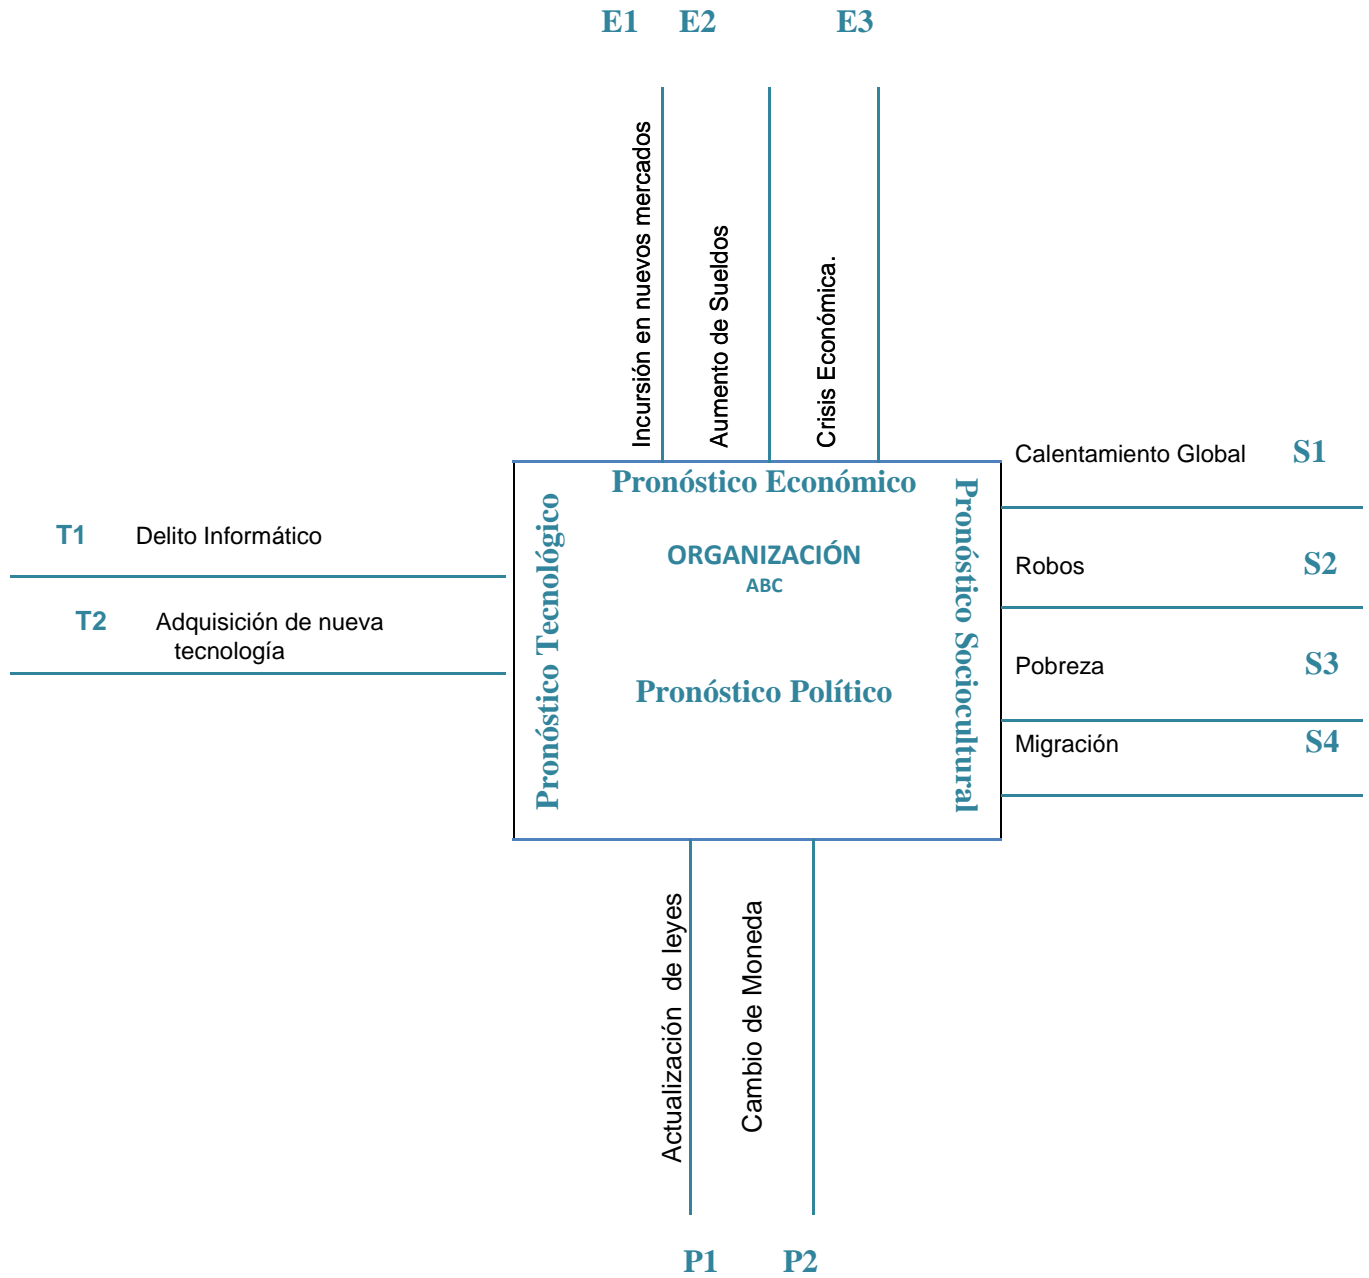 E1 E2 E3
Incursión en nuevos mercados
Aumento de Sueldos
Crisis Económica.
Calentamiento Global S1
Pronóstico Económico
Pronóstico Tecnológico
Pronóstico Sociocultural
T1 Delito Informático
ORGANIZACIÓN
ABC
Robos S2
T2 Adquisición de nueva
tecnología
Pobreza S3
Pronóstico Político
Migración S4
Actualización de leyes
Cambio de Moneda
P1 P2